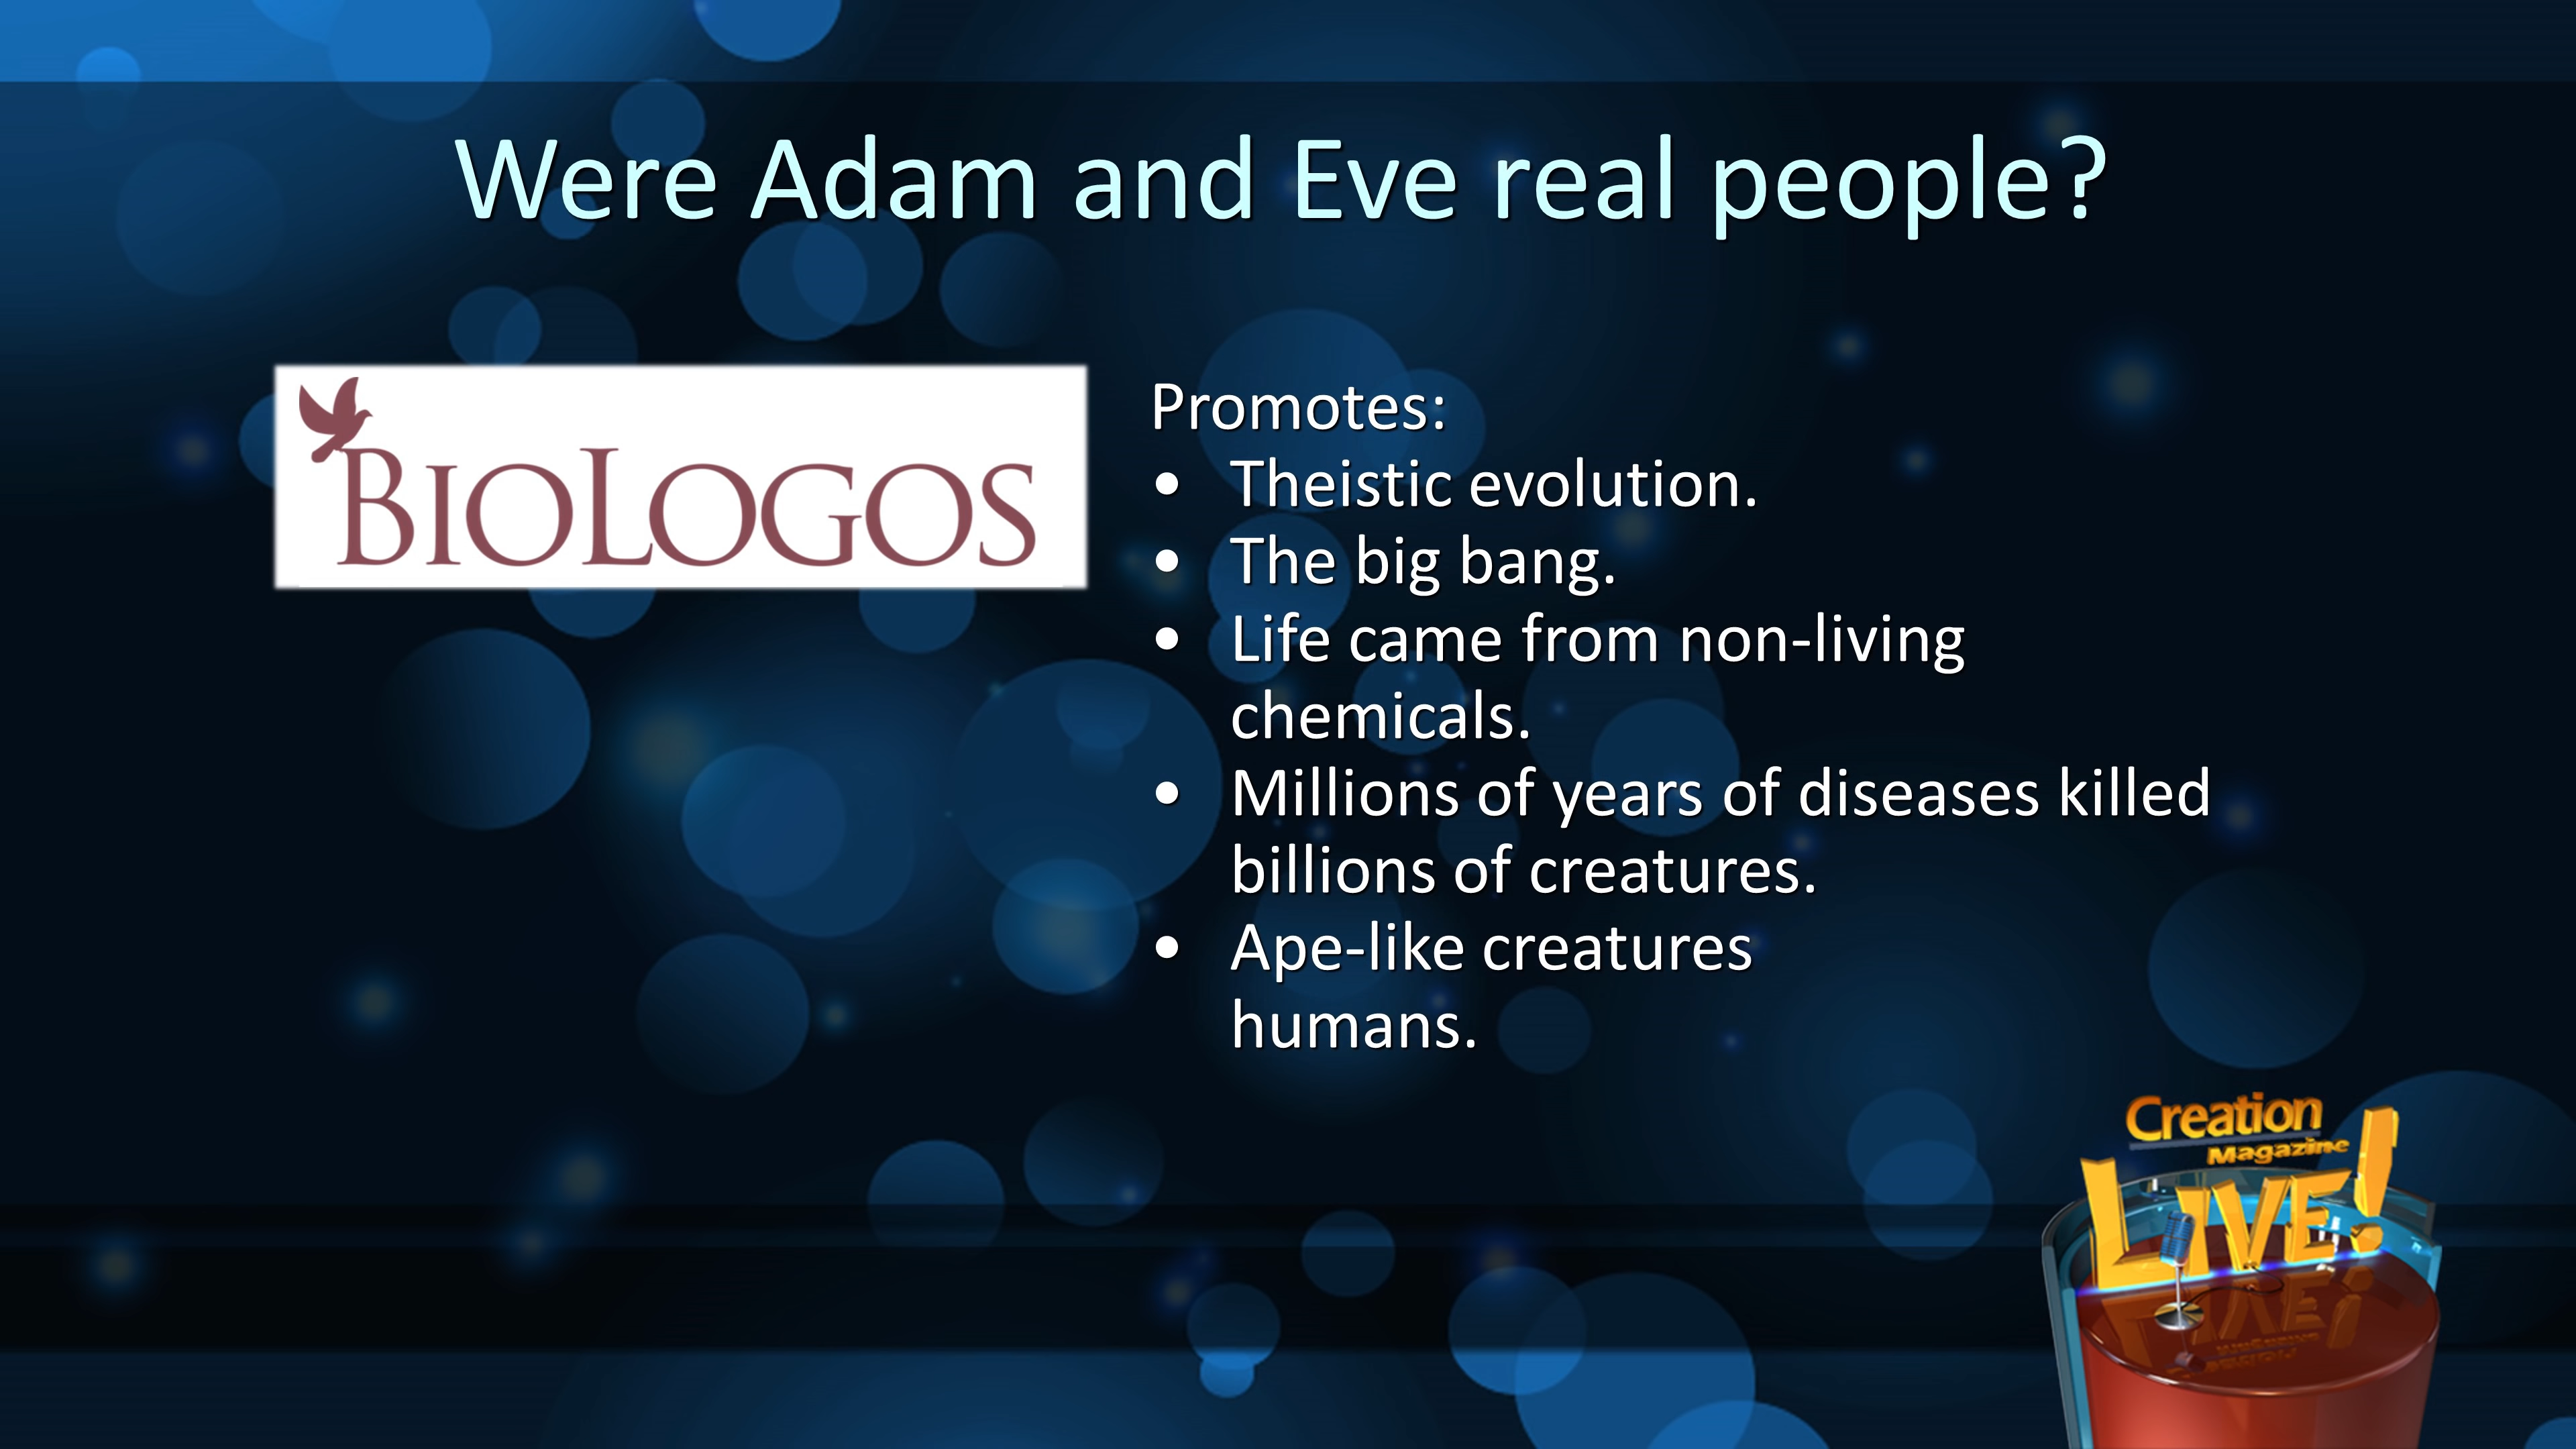 Were Adam and Eve real people?
BIOLOGOS
Promotes:
• Theistic evolution.
• The big bang.
• Life came from non-living
chemicals.
• Millions of years of diseases killed
billions of creatures.
• Ape-like creatures
humans.
Creation
Magazine
LIVE!